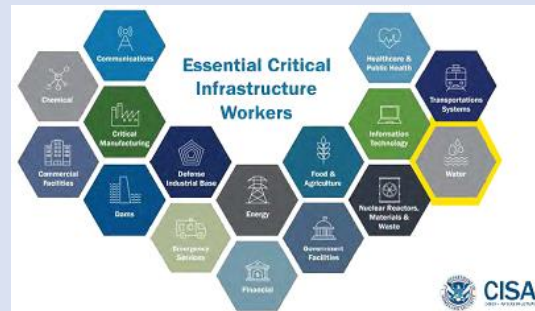 Essential Critical
Infrastructure
Workers
Communications
Healthcare &
Public Health
Chemical
Transportations
Systems
Critical
Manufacturing
Information
Technology
Commercial
Facilities
Defense
Industrial Base
Food &
Agriculture
Water
Dams
Energy
Nuclear Reactors,
Materials &
Waste
Emergency
Services
Government
Facilities
Financial
CISA